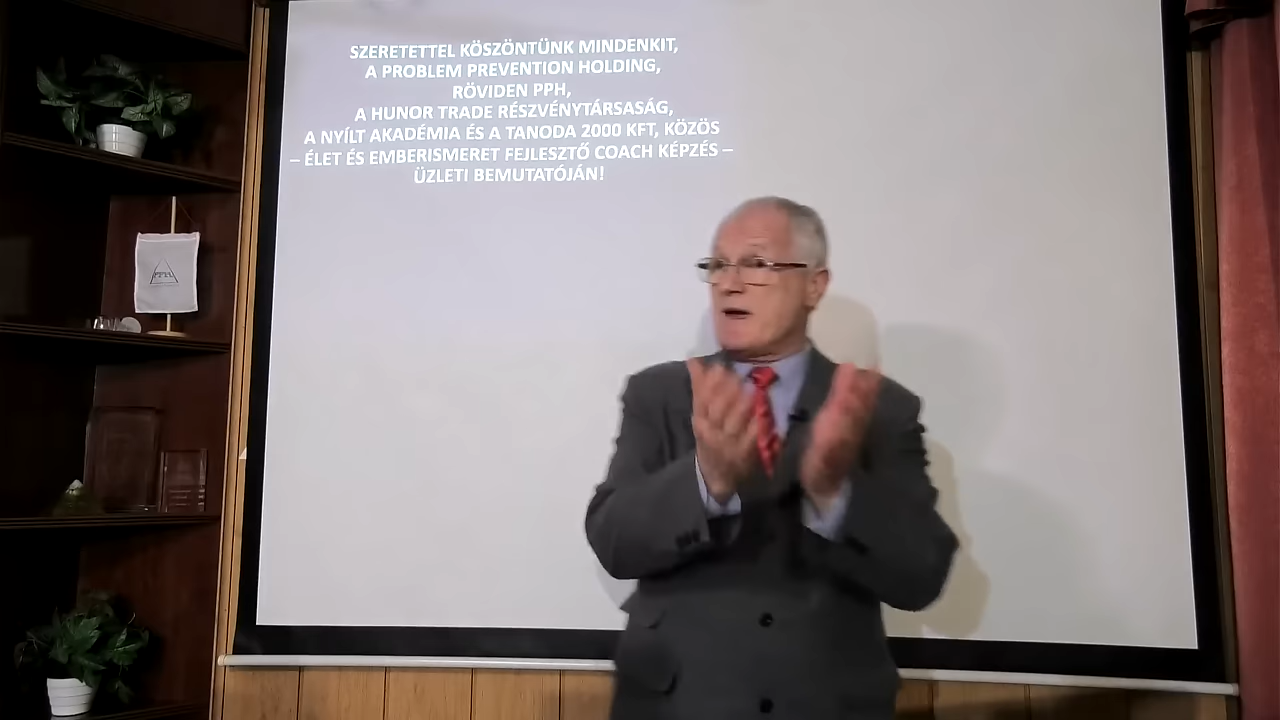 SZERETETTEL KÖSZÖNTÜNK MINDENKIT,
A PROBLEM PREVENTION HOLDING,
RÖVIDEN PPH,
A HUNOR TRADE RÉSZVÉNYTÁRSASÁG,
A NYÍLT AKADÉMIA ÉS A TANODA 2000 KFT, KÖZÖS
– ÉLET ÉS EMBERISMERET FEJLESZTŐ COACH KÉPZÉS –
ÜZLETI BEMUTATÓJÁN!